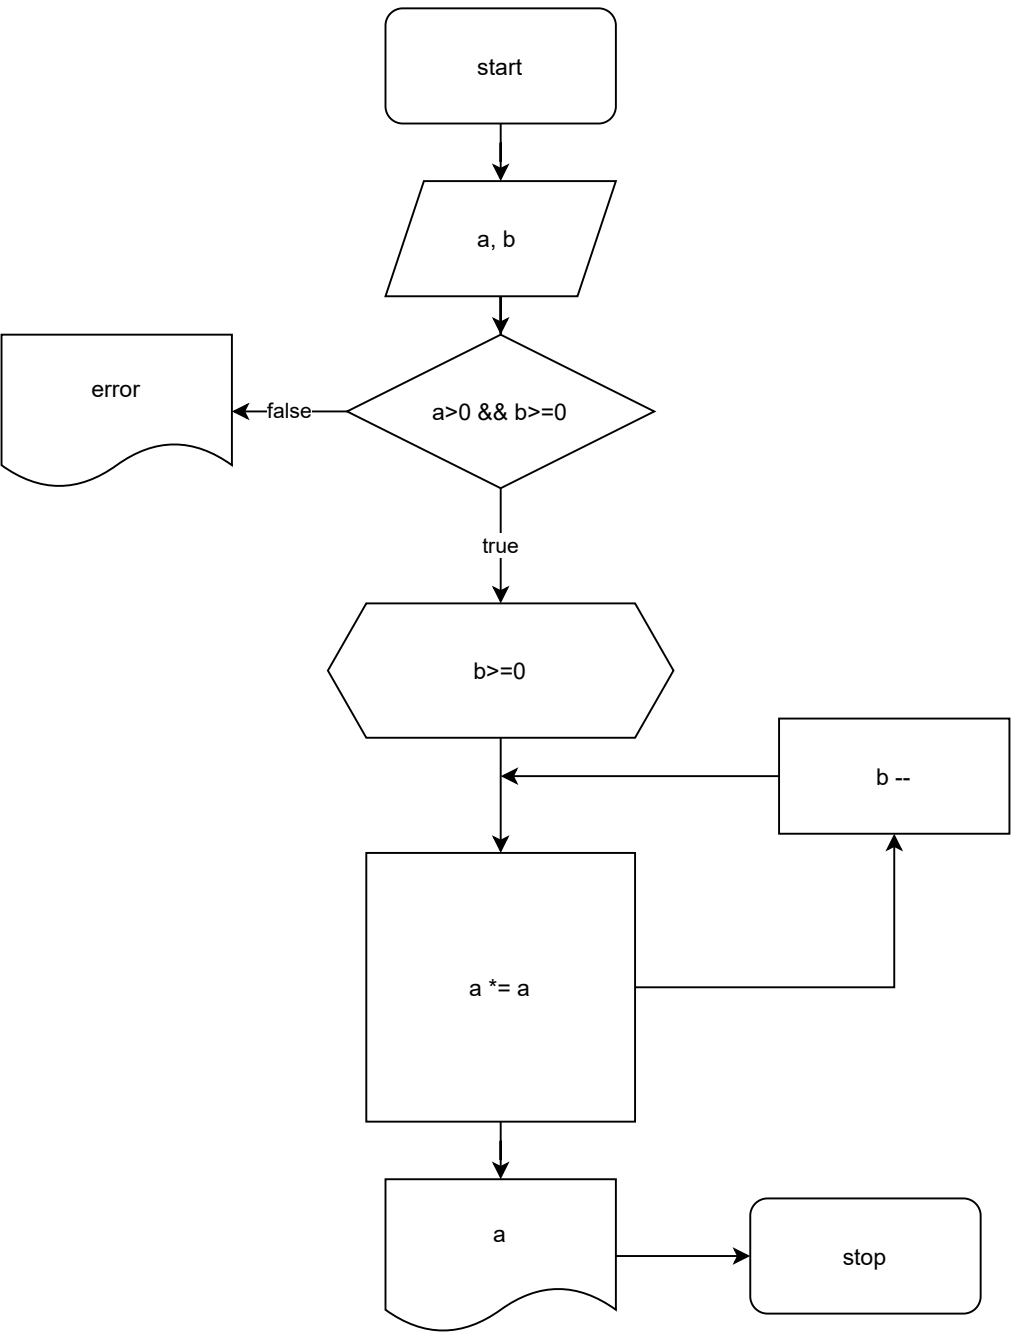 start
a, b
error
false
a>0 && b>=0
true
b>=0
b --
a *= a
a
stop